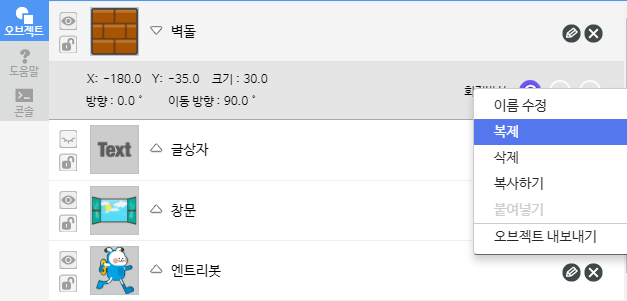 오브젝트
도움말
콘솔
벽돌
X: -180.0 Y: -35.0 크기 : 30.0
방향 : 0.0 ˚ 이동 방향 : 90.0 ˚
Text
글상자
창문
엔트리봇
이름 수정
복제
삭제
복사하기
붙여넣기
오브젝트 내보내기